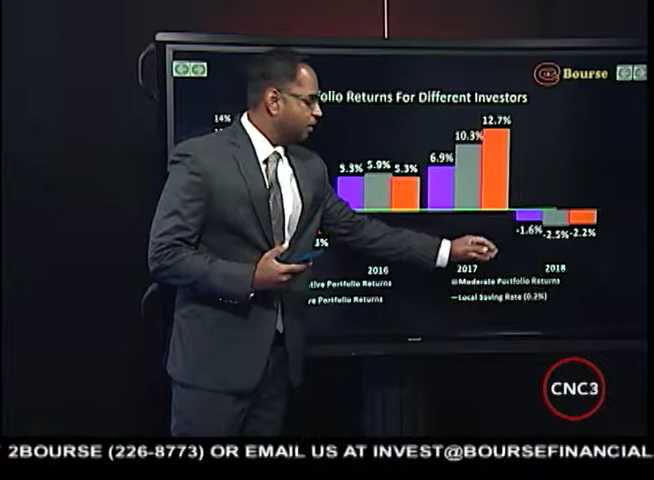 Bourse
folio Returns For Different Investors
14%
12.7%
10.3%
6.9%
5.3%
5.9%
5.3%
-1.6%
-2.5%
-2.2%
3%
2016
2017
2018
tive Portfolio Returns
Moderate Portfolio Returns
ve Portfolio Returns
Local Saving Rate (0.2%)
CNC3
2BOURSE (226-8773) OR EMAIL US AT INVEST@BOURSEFINANCIAL